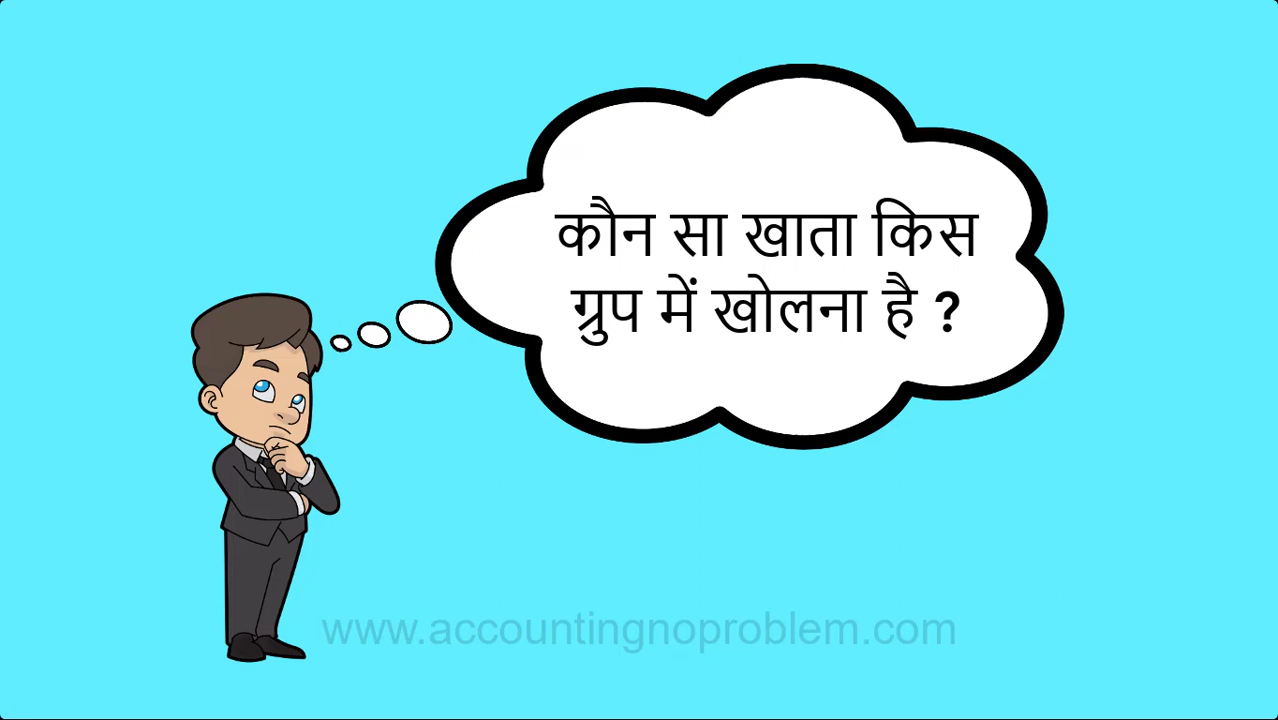 कौन सा खाता किस
ग्रुप में खोलना है ?
www.accountingnoproblem.com